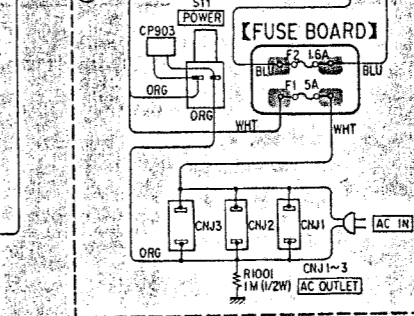 S11
POWER
CP903
【FUSE BOARD】
F2 1.6A
BLU
BLU
F1 5A
ORG
ORG
WHT
WHT
CNJ3
CNJ2
CNJ1
AC IN
ORG
R1001
1M (1/2W)
CNJ1~3
AC OUTLET